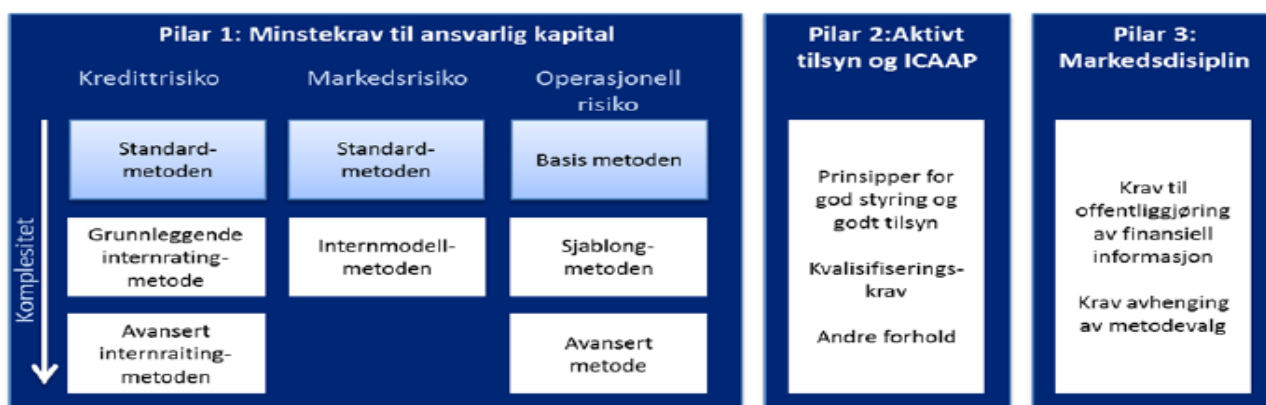 Pilar 1: Minstekrav til ansvarlig kapital
Kredittrisiko
Markedsrisiko
Operasjonell
risiko
Komplesitet
Standard-
metoden
Standard-
metoden
Basis metoden
Grunnleggende
internrating-
metode
Internmodell-
metoden
Sjablong-
metoden
Avansert
internraiting-
metoden
Avansert
metode
Pilar 2:Aktivt
tilsyn og ICAAP
Prinsipper for
god styring og
godt tilsyn
Kvalisifiserings-
krav
Andre forhold
Pilar 3:
Markedsdisiplin
Krav til
offentliggjøring
av finansiell
informasjon
Krav avhenging
av metodevalg